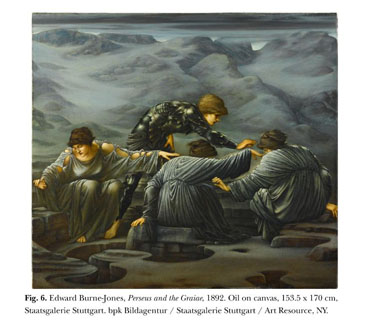 Fig. 6. Edward Burne-Jones, Perseus and the Graiae, 1892. Oil on canvas, 153.5 x 170 cm,
Staatsgalerie Stuttgart. bpk Bildagentur / Staatsgalerie Stuttgart / Art Resource, NY.